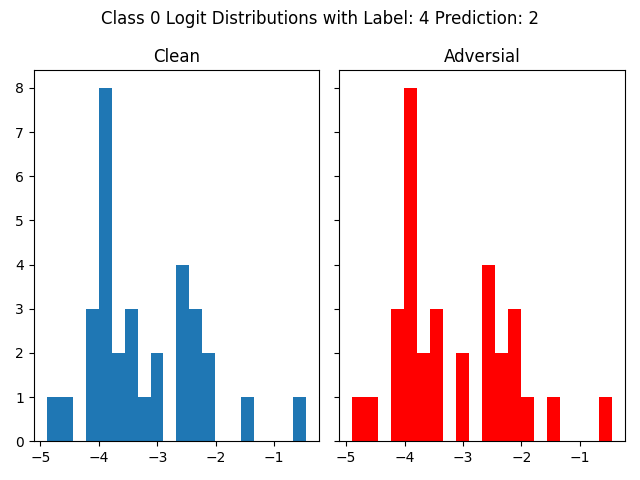 Class 0 Logit Distributions with Label: 4 Prediction: 2
Clean
Adversial
8
7
6
5
4
3
2
1
0
−5 −4 −3 −2 −1
−5 −4 −3 −2 −1